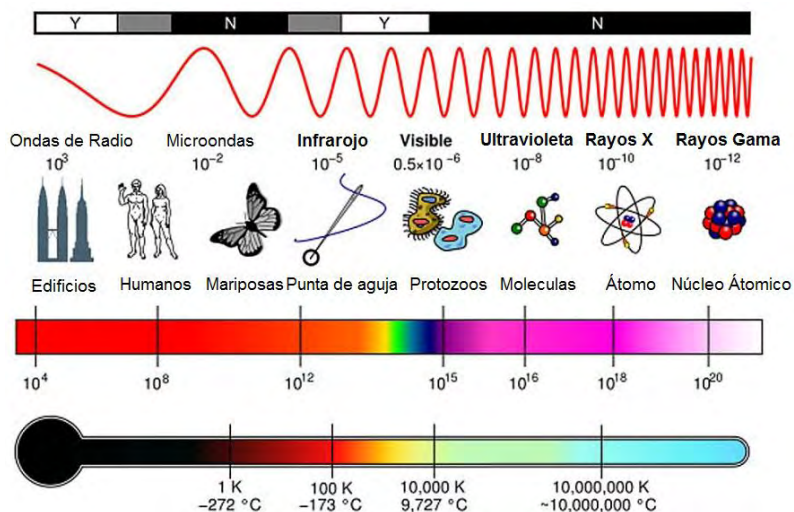 Y N Y N
Ondas de Radio Microondas Infrarojo Visible Ultravioleta Rayos X Rayos Gama
10³ 10⁻² 10⁻⁵ 0.5×10⁻⁶ 10⁻⁸ 10⁻¹⁰ 10⁻¹²
Edificios Humanos Mariposas Punta de aguja Protozoos Moleculas Átomo Núcleo Átomico
10⁴ 10⁸ 10¹² 10¹⁵ 10¹⁶ 10¹⁸ 10²⁰
1 K 100 K 10,000 K 10,000,000 K
−272 °C −173 °C 9,727 °C ~10,000,000 °C